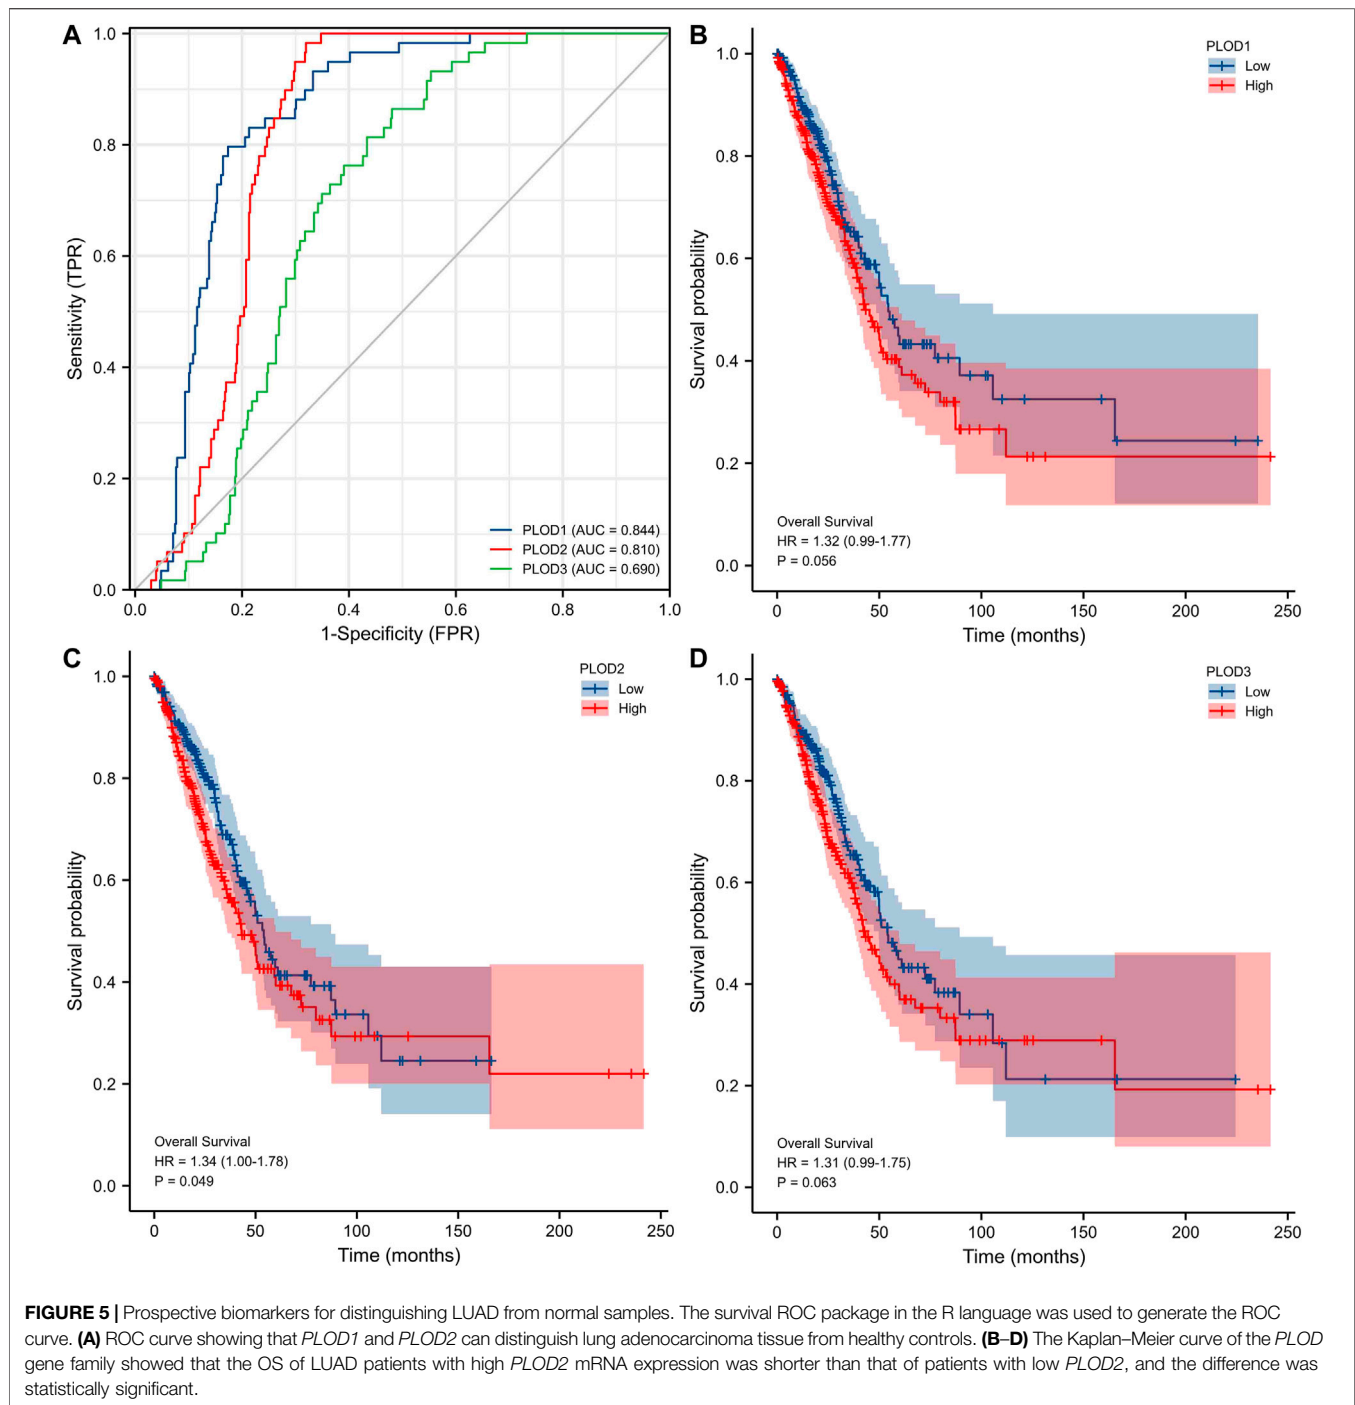 A
1.0
0.8
0.6
0.4
0.2
0.0
Sensitivity (TPR)
PLOD1 (AUC = 0.844)
PLOD2 (AUC = 0.810)
PLOD3 (AUC = 0.690)
0.0 0.2 0.4 0.6 0.8 1.0
1-Specificity (FPR)
B
PLOD1
Low
High
1.0
0.8
0.6
0.4
0.2
0.0
Survival probability
Overall Survival
HR = 1.32 (0.99-1.77)
P = 0.056
0 50 100 150 200 250
Time (months)
C
PLOD2
Low
High
1.0
0.8
0.6
0.4
0.2
0.0
Survival probability
Overall Survival
HR = 1.34 (1.00-1.78)
P = 0.049
0 50 100 150 200 250
Time (months)
D
PLOD3
Low
High
1.0
0.8
0.6
0.4
0.2
0.0
Survival probability
Overall Survival
HR = 1.31 (0.99-1.75)
P = 0.063
0 50 100 150 200 250
Time (months)
FIGURE 5 | Prospective biomarkers for distinguishing LUAD from normal samples. The survival ROC package in the R language was used to generate the ROC
curve. (A) ROC curve showing that PLOD1 and PLOD2 can distinguish lung adenocarcinoma tissue from healthy controls. (B–D) The Kaplan–Meier curve of the PLOD
gene family showed that the OS of LUAD patients with high PLOD2 mRNA expression was shorter than that of patients with low PLOD2, and the difference was
statistically significant.